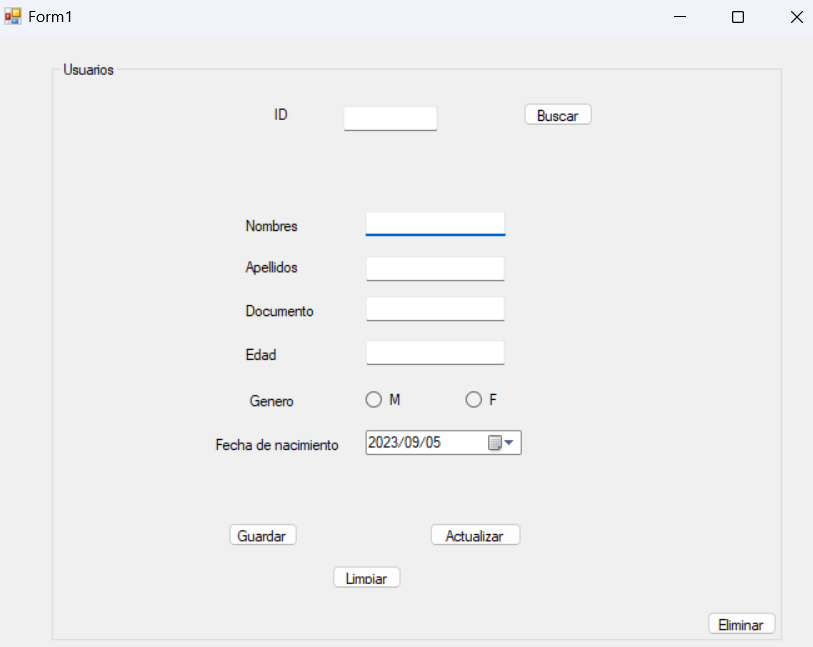 Form1
Usuarios
ID Buscar
Nombres
Apellidos
Documento
Edad
Genero M F
Fecha de nacimiento 2023/09/05
Guardar Actualizar
Limpiar
Eliminar